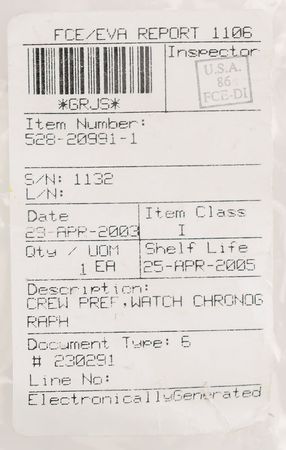 FCE/EVA REPORT 1106
Inspector
U.S.A.
86
FCE-DI
*GRJS*
Item Number:
528-20991-1
S/N: 1132
L/N:
Date
Item Class
29-APR-2003
I
Qty / UOM
Shelf Life
1 EA
25-APR-2005
Description:
CREW PREF,WATCH CHRONOG
RAPH
Document Type: 6
# 230291
Line No:
ElectronicallyGenerated